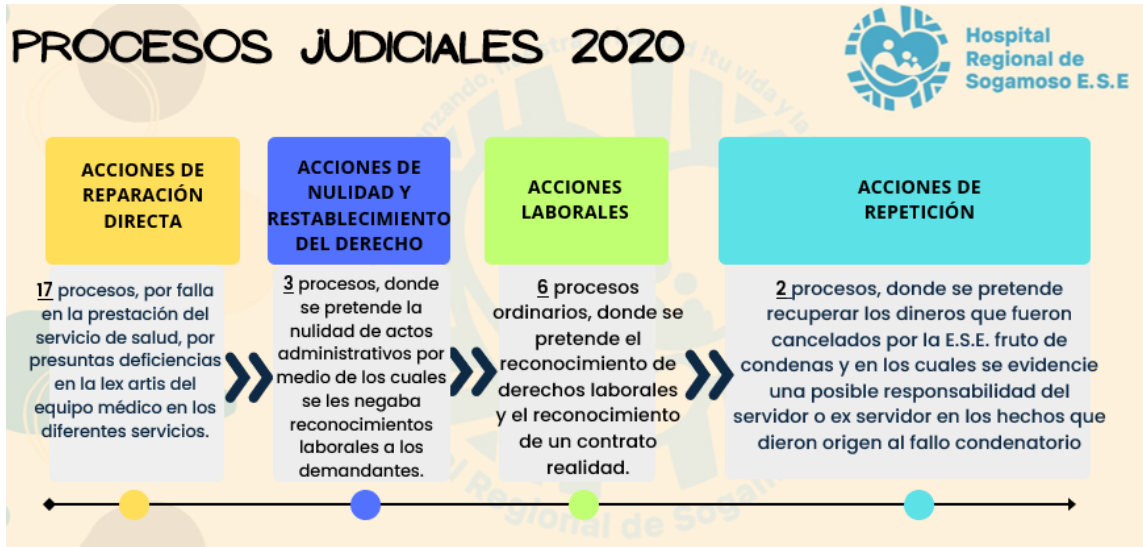 PROCESOS JUDICIALES 2020
Hospital
Regional de
Sogamoso E.S.E
ACCIONES DE
REPARACIÓN
DIRECTA
17 procesos, por falla
en la prestación del
servicio de salud, por
presuntas deficiencias
en la lex artis del
equipo médico en los
diferentes servicios.
ACCIONES DE
NULIDAD Y
RESTABLECIMIENTO
DEL DERECHO
3 procesos, donde
se pretende la
nulidad de actos
administrativos por
medio de los cuales
se les negaba
reconocimientos
laborales a los
demandantes.
ACCIONES
LABORALES
6 procesos
ordinarios, donde se
pretende el
reconocimiento de
derechos laborales
y el reconocimiento
de un contrato
realidad.
ACCIONES DE
REPETICIÓN
2 procesos, donde se pretende
recuperar los dineros que fueron
cancelados por la E.S.E. fruto de
condenas y en los cuales se evidencie
una posible responsabilidad del
servidor o ex servidor en los hechos que
dieron origen al fallo condenatorio
!tu vida y la
Regional de